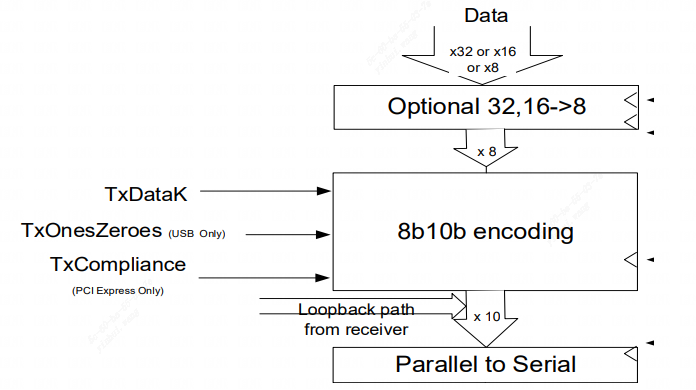 Data
x32 or x16
or x8
Optional 32,16->8
x 8
TxDataK
TxOnesZeroes (USB Only)
8b10b encoding
TxCompliance
(PCI Express Only)
Loopback path
from receiver
x 10
Parallel to Serial